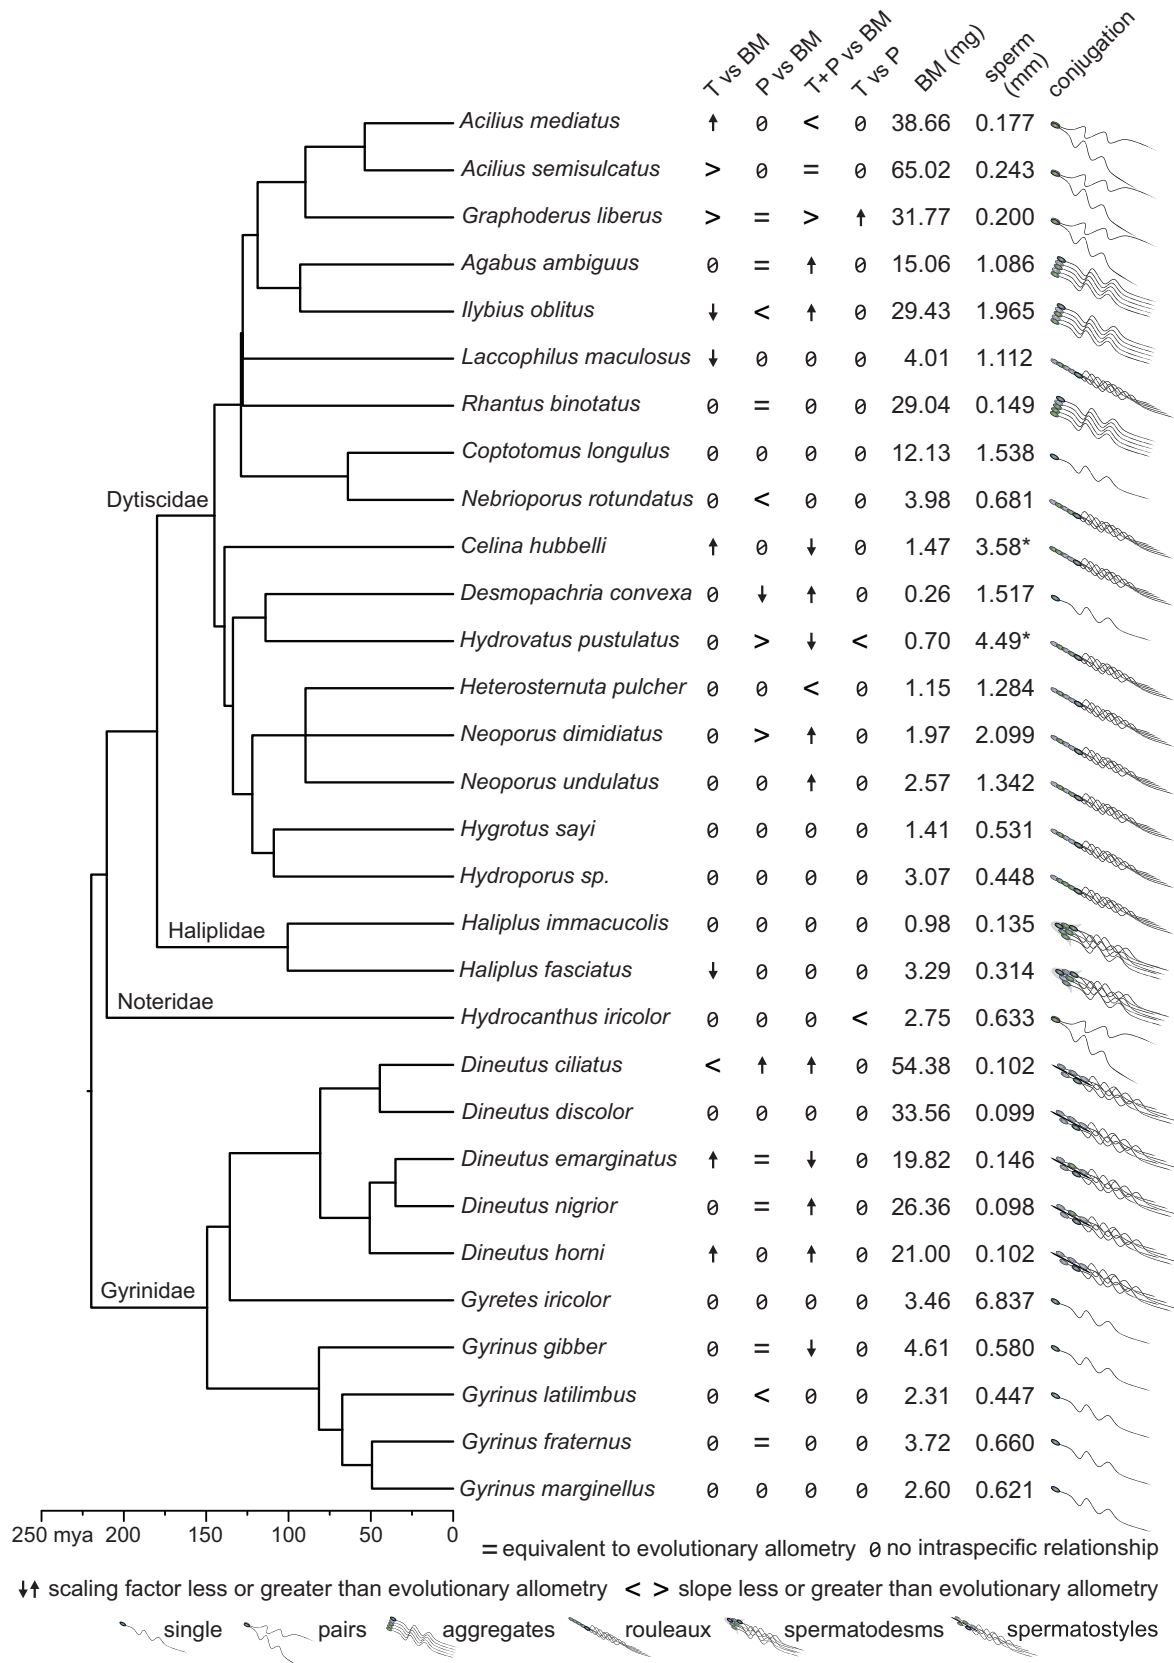 T vs BM P vs BM T+P vs BM T vs P BM (mg) sperm (mm) conjugation
Acilius mediatus ↑ 0 < 0 38.66 0.177
Acilius semisulcatus > 0 = 0 65.02 0.243
Graphoderus liberus > = > ↑ 31.77 0.200
Agabus ambiguus 0 = ↑ 0 15.06 1.086
Ilybius oblitus ↓ < ↑ 0 29.43 1.965
Laccophilus maculosus ↓ 0 0 0 4.01 1.112
Rhantus binotatus 0 = 0 0 29.04 0.149
Coptotomus longulus 0 0 0 0 12.13 1.538
Dytiscidae
Nebrioporus rotundatus 0 < 0 0 3.98 0.681
Celina hubbelli ↑ 0 ↓ 0 1.47 3.58*
Desmopachria convexa 0 ↓ ↑ 0 0.26 1.517
Hydrovatus pustulatus 0 > ↓ < 0.70 4.49*
Heterosternuta pulcher 0 0 < 0 1.15 1.284
Neoporus dimidiatus 0 > ↑ 0 1.97 2.099
Neoporus undulatus 0 0 ↑ 0 2.57 1.342
Hygrotus sayi 0 0 0 0 1.41 0.531
Hydroporus sp. 0 0 0 0 3.07 0.448
Haliplidae
Haliplus immacucolis 0 0 0 0 0.98 0.135
Haliplus fasciatus ↓ 0 0 0 3.29 0.314
Noteridae
Hydrocanthus iricolor 0 0 0 < 2.75 0.633
Dineutus ciliatus < ↑ ↑ 0 54.38 0.102
Dineutus discolor 0 0 0 0 33.56 0.099
Dineutus emarginatus ↑ = ↓ 0 19.82 0.146
Dineutus nigrior 0 = ↑ 0 26.36 0.098
Dineutus horni ↑ 0 ↑ 0 21.00 0.102
Gyrinidae
Gyretes iricolor 0 0 0 0 3.46 6.837
Gyrinus gibber 0 = ↓ 0 4.61 0.580
Gyrinus latilimbus 0 < 0 0 2.31 0.447
Gyrinus fraternus 0 = 0 0 3.72 0.660
Gyrinus marginellus 0 0 0 0 2.60 0.621
250 mya 200 150 100 50 0
= equivalent to evolutionary allometry 0 no intraspecific relationship
↓↑ scaling factor less or greater than evolutionary allometry < > slope less or greater than evolutionary allometry
single pairs aggregates rouleaux spermatodesms spermatostyles